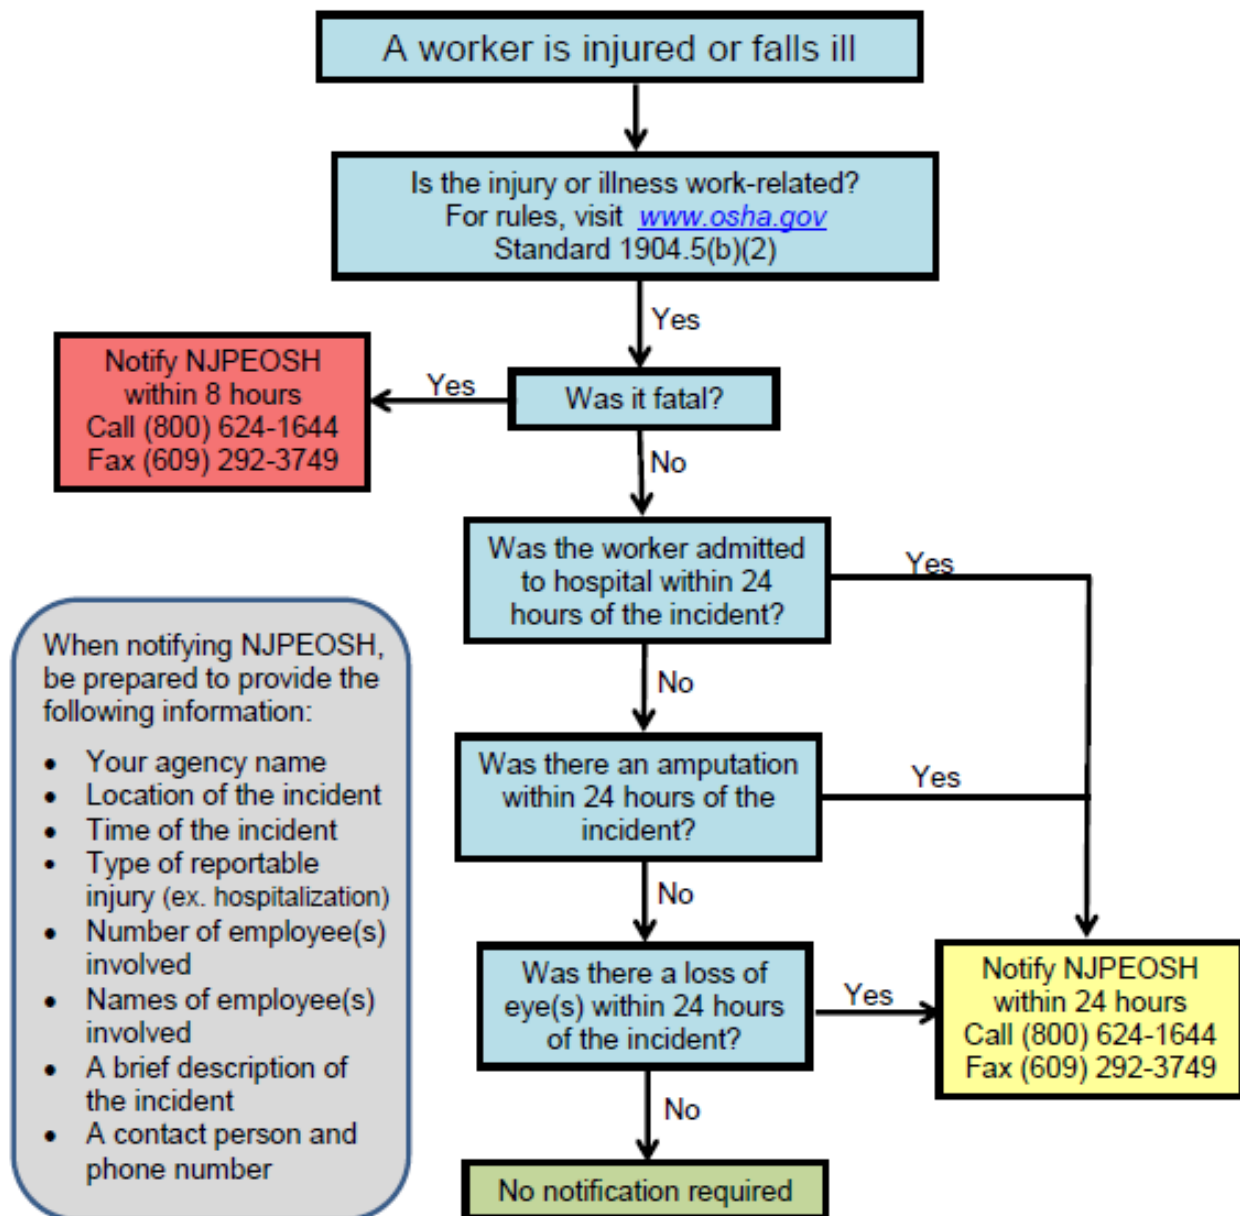 A worker is injured or falls ill
Is the injury or illness work-related?
For rules, visit www.osha.gov
Standard 1904.5(b)(2)
Yes
Notify NJPEOSH
within 8 hours
Call (800) 624-1644
Fax (609) 292-3749
Yes
Was it fatal?
No
Was the worker admitted
to hospital within 24
hours of the incident?
Yes
No
Was there an amputation
within 24 hours of the
incident?
Yes
No
Was there a loss of
eye(s) within 24 hours
of the incident?
Yes
Notify NJPEOSH
within 24 hours
Call (800) 624-1644
Fax (609) 292-3749
No
No notification required
When notifying NJPEOSH,
be prepared to provide the
following information:
• Your agency name
• Location of the incident
• Time of the incident
• Type of reportable
injury (ex. hospitalization)
• Number of employee(s)
involved
• Names of employee(s)
involved
• A brief description of
the incident
• A contact person and
phone number